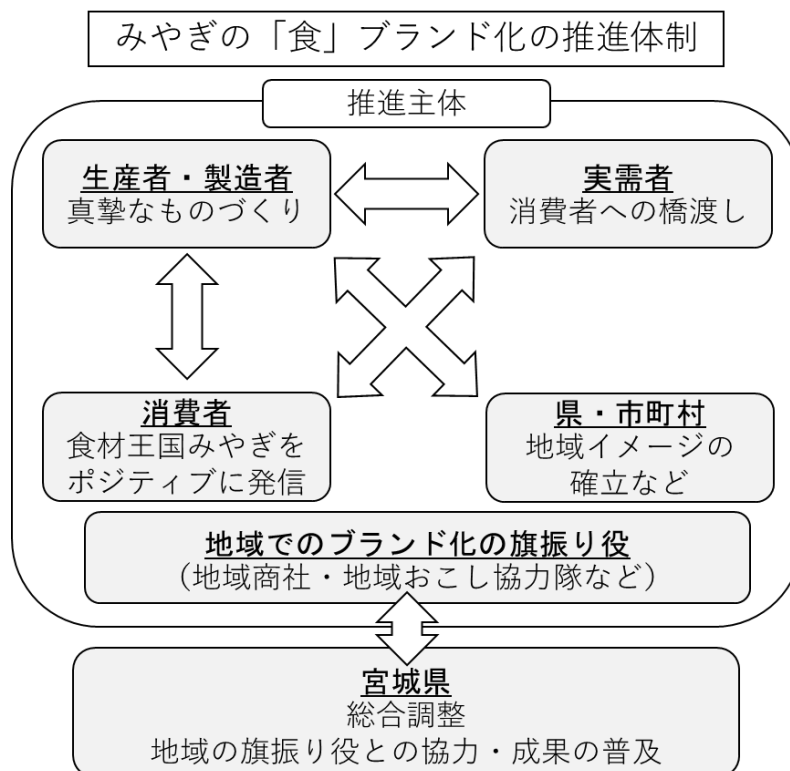 みやぎの「食」ブランド化の推進体制
推進主体
生産者・製造者
真摯なものづくり
実需者
消費者への橋渡し
消費者
食材王国みやぎを
ポジティブに発信
県・市町村
地域イメージの
確立など
地域でのブランド化の旗振り役
（地域商社・地域おこし協力隊など）
宮城県
総合調整
地域の旗振り役との協力・成果の普及